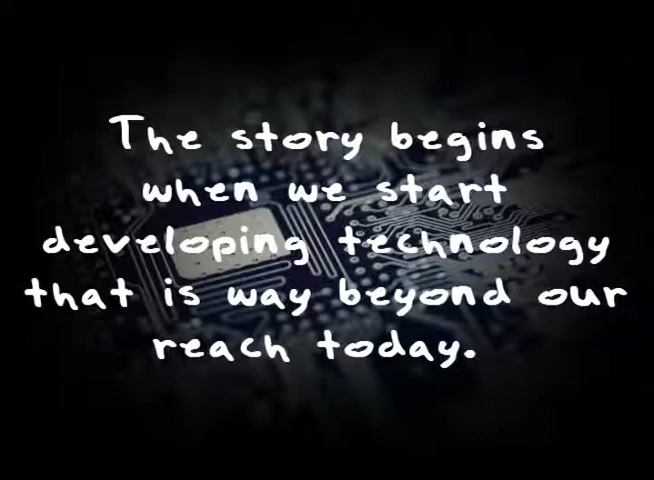 The story begins
when we start
developing technology
that is way beyond our
reach today.